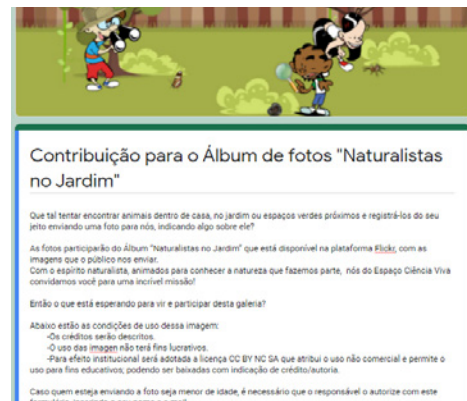 Contribuição para o Álbum de fotos "Naturalistas
no Jardim"
Que tal tentar encontrar animais dentro de casa, no jardim ou espaços verdes próximos e registrá-los do seu
jeito enviando uma foto para nós, indicando algo sobre ele?
As fotos participarão do Álbum "Naturalistas no Jardim" que está disponível na plataforma Flickr, com as
imagens que o público nos enviar.
Com o espírito naturalista, animados para conhecer a natureza que fazemos parte, nós do Espaço Ciência Viva
convidamos você para uma incrível missão!
Então o que está esperando para vir e participar desta galeria?
Abaixo estão as condições de uso dessa imagem:
-Os créditos serão descritos.
-O uso das imagen não terá fins lucrativos.
-Para efeito institucional será adotada a licença CC BY NC SA que atribui o uso não comercial e permite o
uso para fins educativos; podendo ser baixadas com indicação de crédito/autoria.
Caso quem esteja enviando a foto seja menor de idade, é necessário que o responsável o autorize com este